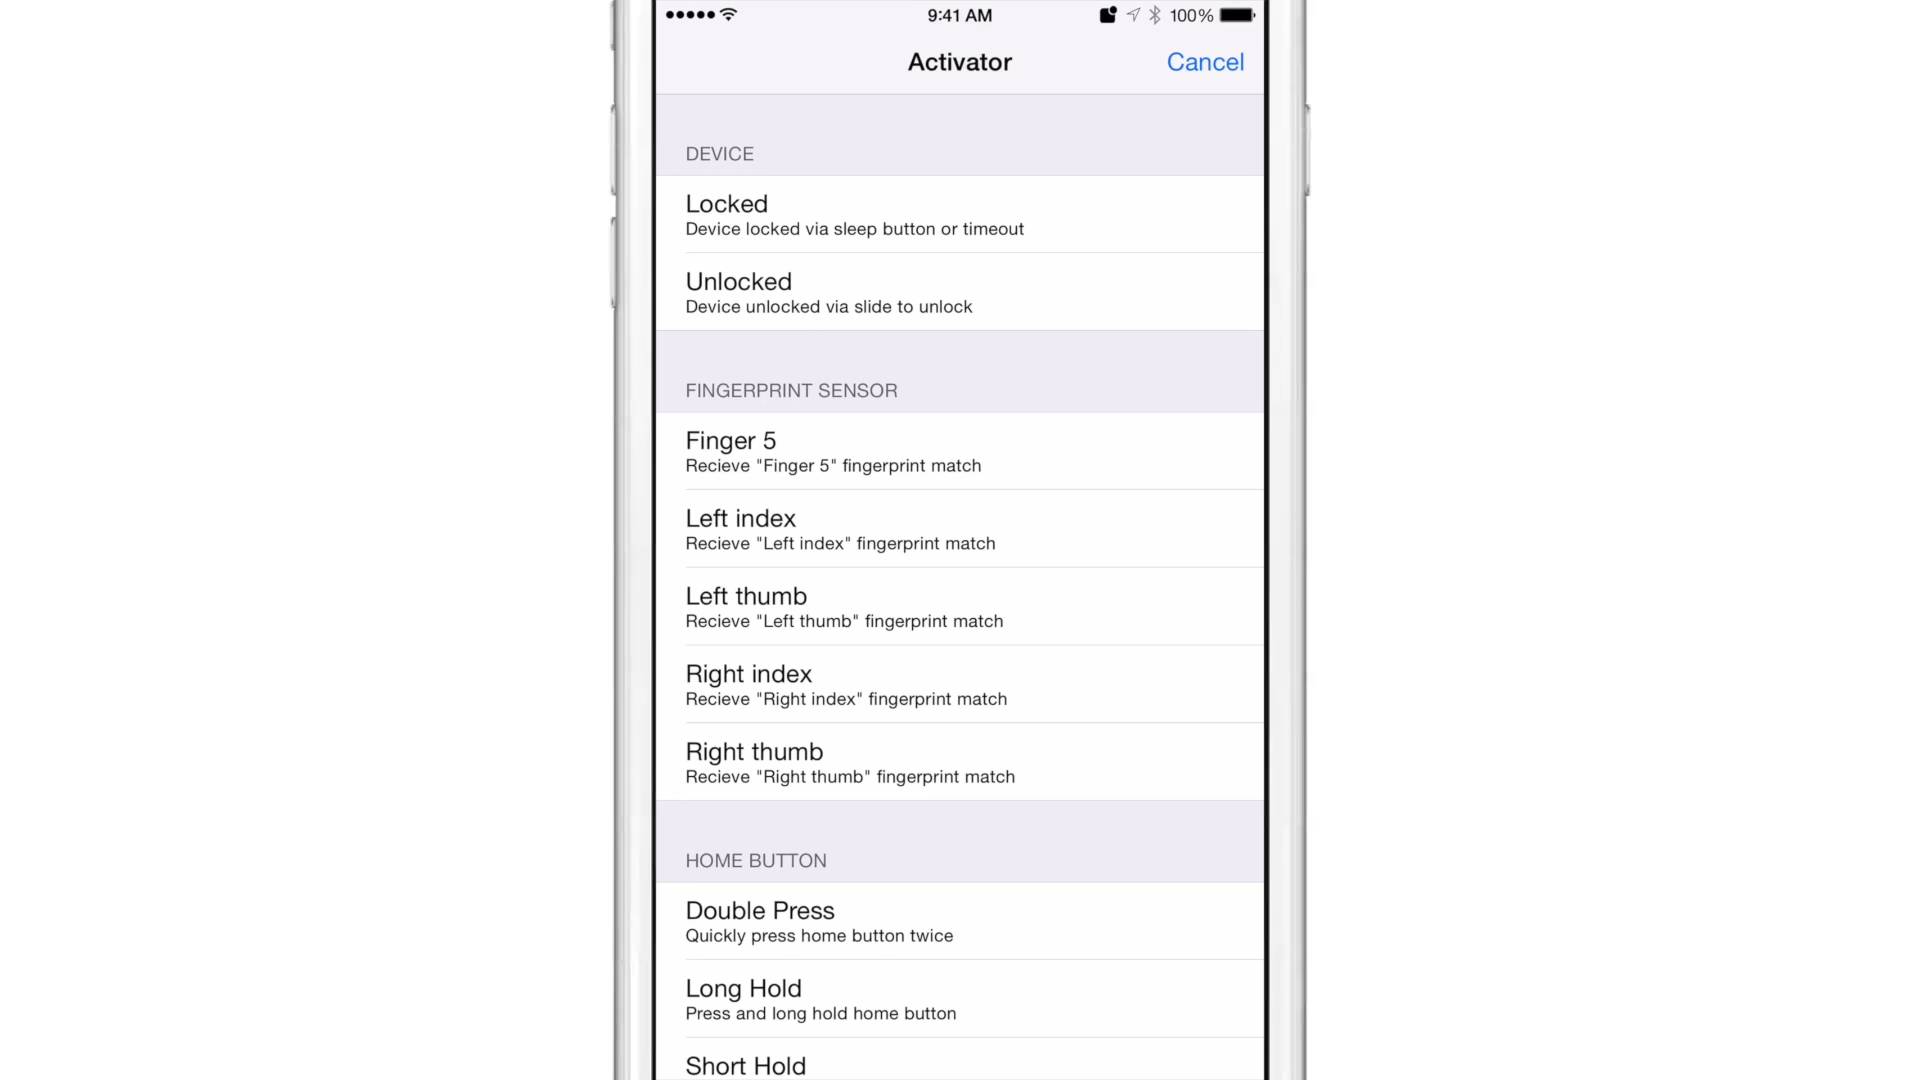 9:41 AM 100%
Activator Cancel
DEVICE
Locked
Device locked via sleep button or timeout
Unlocked
Device unlocked via slide to unlock
FINGERPRINT SENSOR
Finger 5
Recieve "Finger 5" fingerprint match
Left index
Recieve "Left index" fingerprint match
Left thumb
Recieve "Left thumb" fingerprint match
Right index
Recieve "Right index" fingerprint match
Right thumb
Recieve "Right thumb" fingerprint match
HOME BUTTON
Double Press
Quickly press home button twice
Long Hold
Press and long hold home button
Short Hold